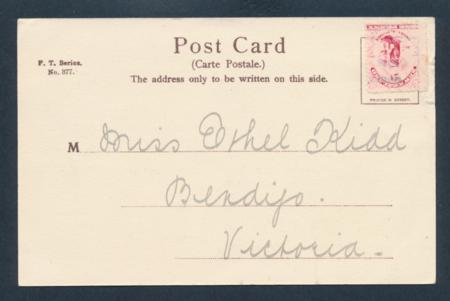 Post Card
(Carte Postale.)
The address only to be written on this side.
P. T. Series.
No. 877.
M Miss Ethel Kidd
Bendigo.
Victoria.